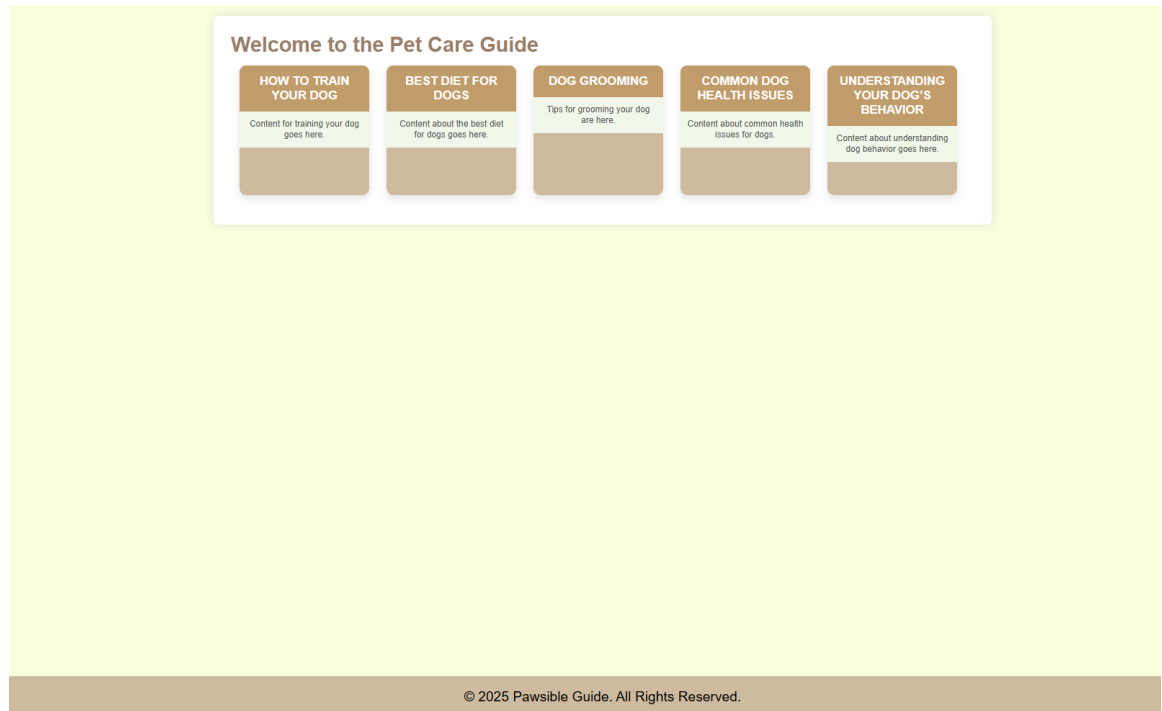 Welcome to the Pet Care Guide
HOW TO TRAIN
YOUR DOG
Content for training your dog
goes here.
BEST DIET FOR
DOGS
Content about the best diet
for dogs goes here.
DOG GROOMING
Tips for grooming your dog
are here.
COMMON DOG
HEALTH ISSUES
Content about common health
issues for dogs.
UNDERSTANDING
YOUR DOG’S
BEHAVIOR
Content about understanding
dog behavior goes here.
© 2025 Pawsible Guide. All Rights Reserved.